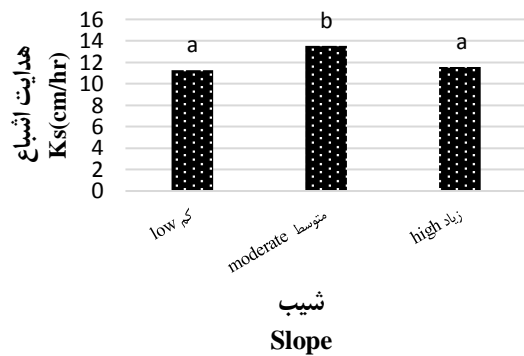 هدایت اشباع
Ks(cm/hr)
16
14
12
10
8
6
4
2
0
a
b
a
کم low
متوسط moderate
زیاد high
شیب
Slope